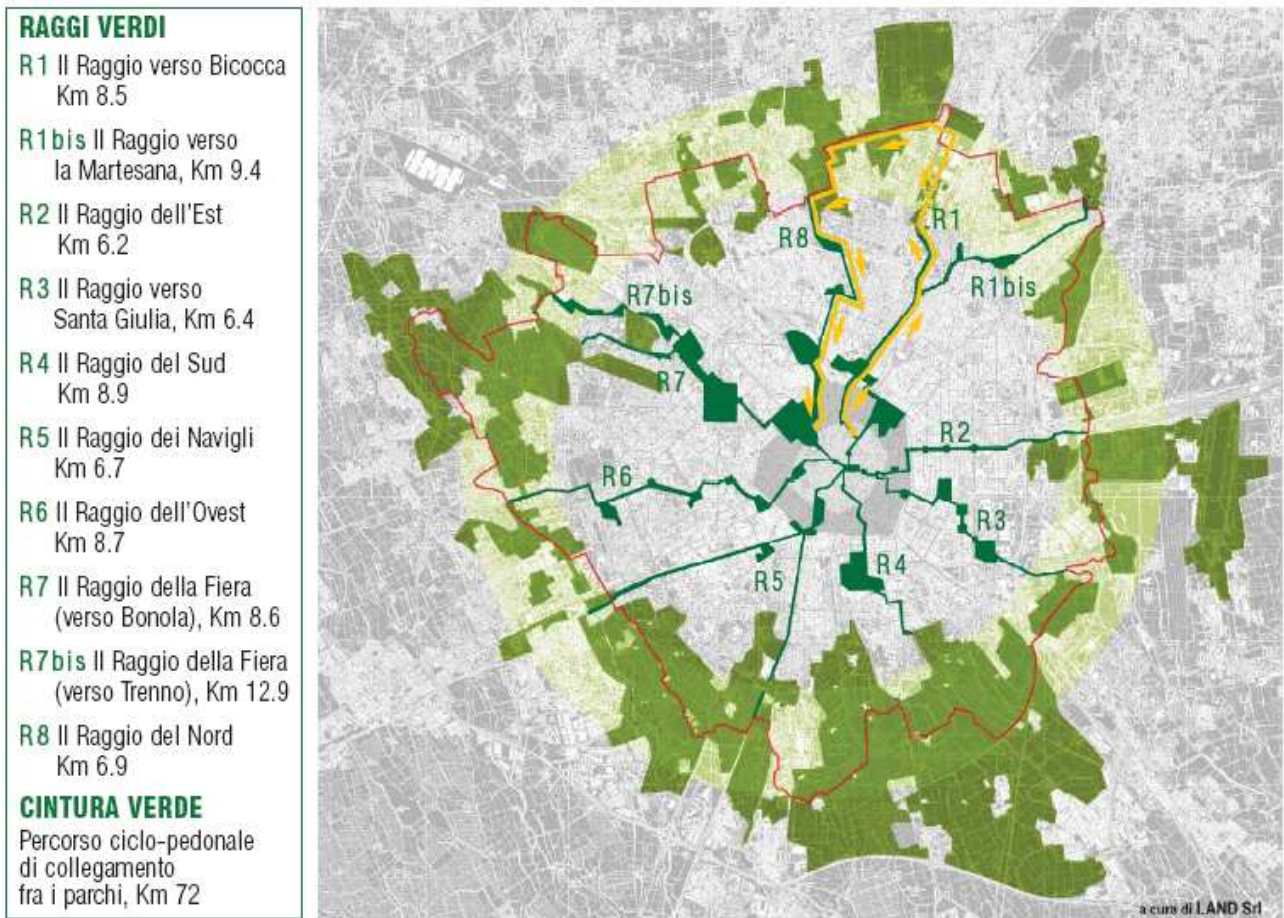 RAGGI VERDI
R1 Il Raggio verso Bicocca
Km 8.5
R1bis Il Raggio verso
la Martesana, Km 9.4
R2 Il Raggio dell'Est
Km 6.2
R3 Il Raggio verso
Santa Giulia, Km 6.4
R4 Il Raggio del Sud
Km 8.9
R5 Il Raggio dei Navigli
Km 6.7
R6 Il Raggio dell'Ovest
Km 8.7
R7 Il Raggio della Fiera
(verso Bonola), Km 8.6
R7bis Il Raggio della Fiera
(verso Trenno), Km 12.9
R8 Il Raggio del Nord
Km 6.9
CINTURA VERDE
Percorso ciclo-pedonale
di collegamento
fra i parchi, Km 72
R1
R8
R1bis
R7bis
R7
R2
R6
R3
R4
R5
a cura di LAND Srl